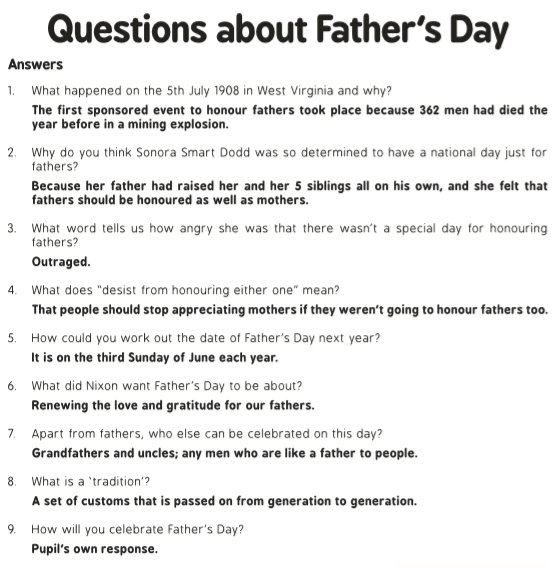 Questions about Father's Day
Answers
1. What happened on the 5th July 1908 in West Virginia and why?
The first sponsored event to honour fathers took place because 362 men had died the
year before in a mining explosion.
2. Why do you think Sonora Smart Dodd was so determined to have a national day just for
fathers?
Because her father had raised her and her 5 siblings all on his own, and she felt that
fathers should be honoured as well as mothers.
3. What word tells us how angry she was that there wasn't a special day for honouring
fathers?
Outraged.
4. What does "desist from honouring either one" mean?
That people should stop appreciating mothers if they weren't going to honour fathers too.
5. How could you work out the date of Father's Day next year?
It is on the third Sunday of June each year.
6. What did Nixon want Father's Day to be about?
Renewing the love and gratitude for our fathers.
7. Apart from fathers, who else can be celebrated on this day?
Grandfathers and uncles; any men who are like a father to people.
8. What is a 'tradition'?
A set of customs that is passed on from generation to generation.
9. How will you celebrate Father's Day?
Pupil's own response.